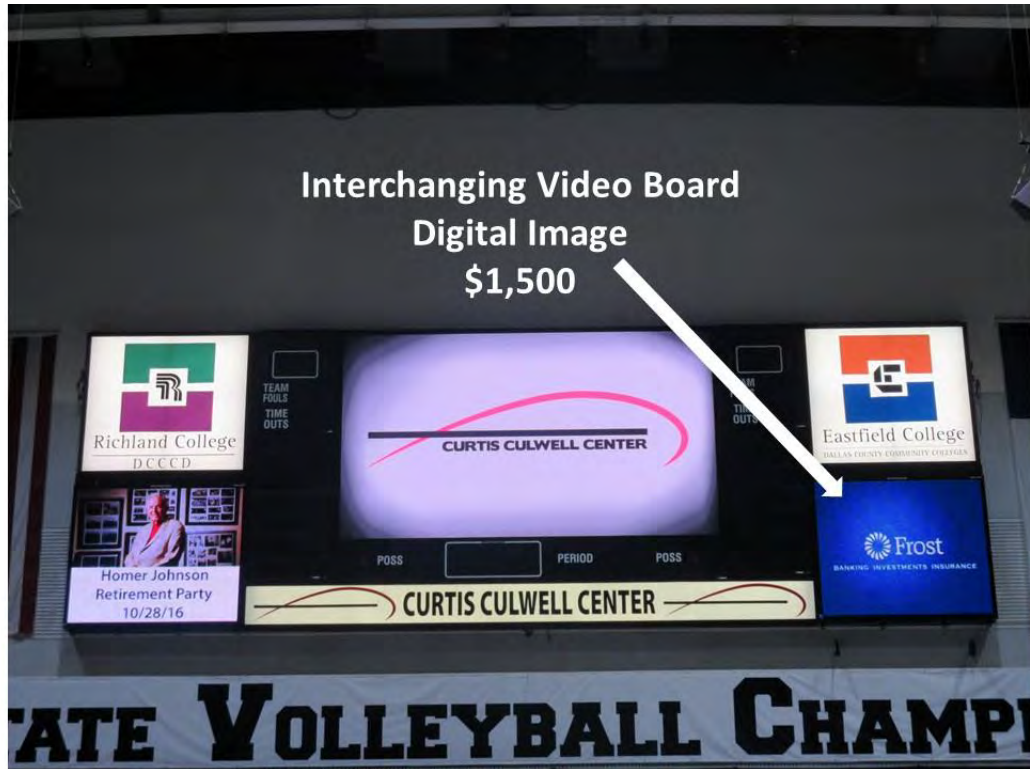 Interchanging Video Board
Digital Image
$1,500
Richland College
DCCCD
TEAM
FOULS
TIME
OUTS
CURTIS CULWELL CENTER
Eastfield College
DALLAS COUNTY COMMUNITY COLLEGES
Homer Johnson
Retirement Party
10/28/16
POSS
PERIOD
POSS
Frost
BANKING INVESTMENTS INSURANCE
CURTIS CULWELL CENTER
TATE VOLLEYBALL CHAMPI